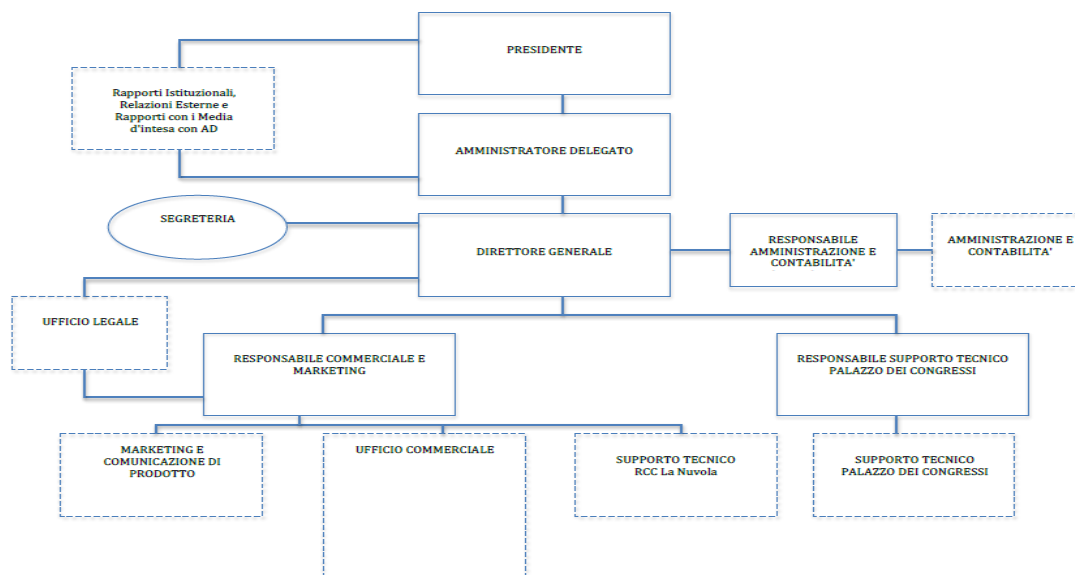 PRESIDENTE
Rapporti Istituzionali,
Relazioni Esterne e
Rapporti con i Media
d'intesa con AD
AMMINISTRATORE DELEGATO
SEGRETERIA
DIRETTORE GENERALE
RESPONSABILE
AMMINISTRAZIONE E
CONTABILITA'
AMMINISTRAZIONE E
CONTABILITA'
UFFICIO LEGALE
RESPONSABILE COMMERCIALE E
MARKETING
RESPONSABILE SUPPORTO TECNICO
PALAZZO DEI CONGRESSI
MARKETING E
COMUNICAZIONE DI
PRODOTTO
UFFICIO COMMERCIALE
SUPPORTO TECNICO
RCC La Nuvola
SUPPORTO TECNICO
PALAZZO DEI CONGRESSI